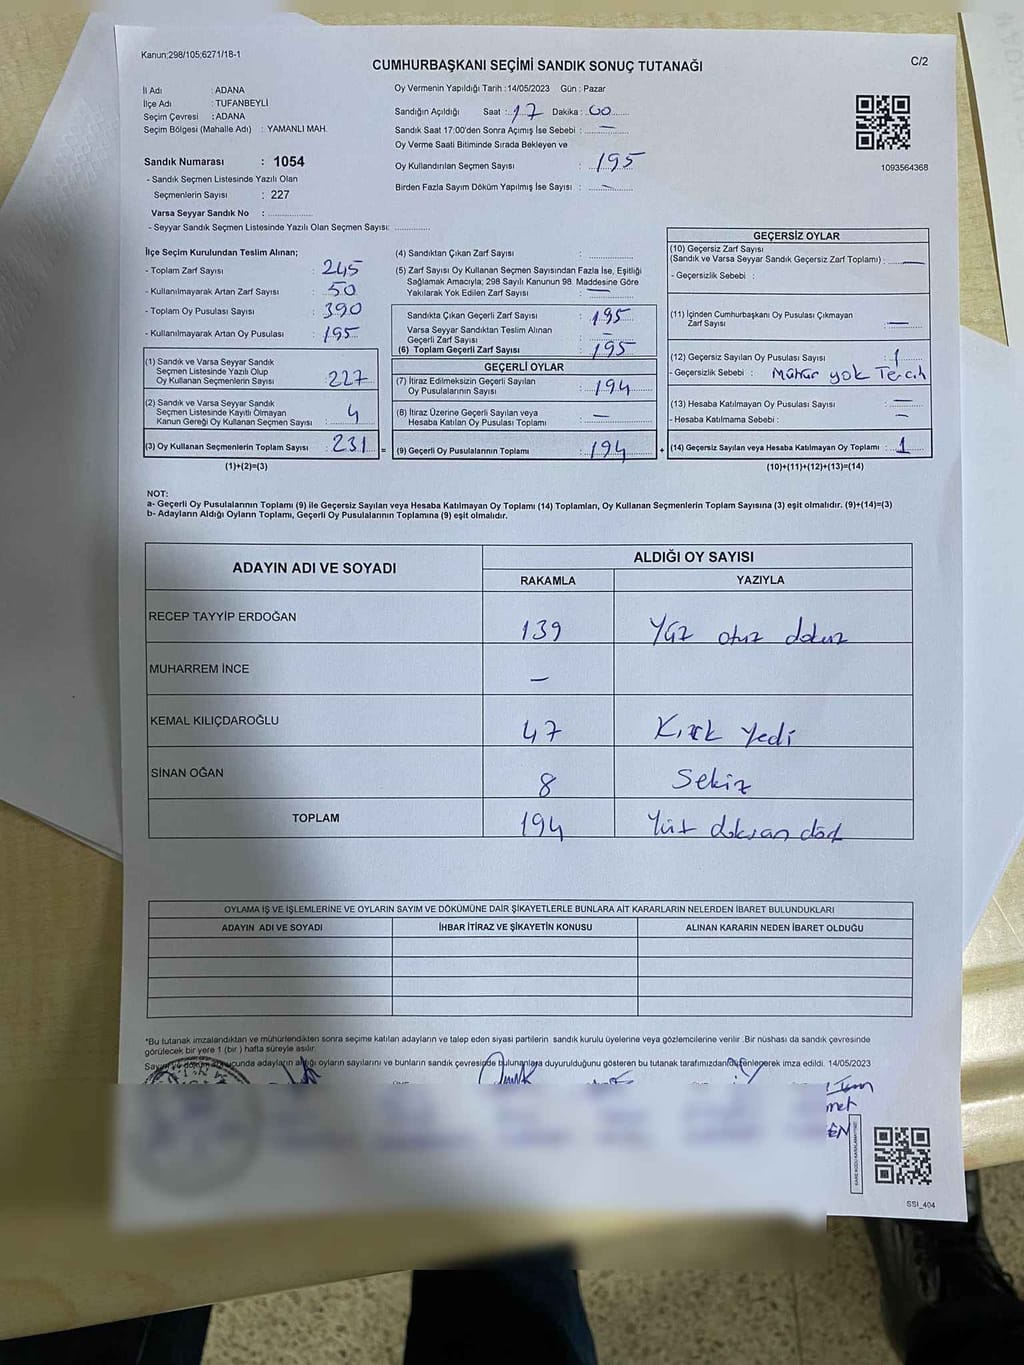 Kanun;298/105;6271/18-1
C/2
CUMHURBAŞKANI SEÇİMİ SANDIK SONUÇ TUTANAĞI
İl Adı : ADANA
İlçe Adı : TUFANBEYLİ
Seçim Çevresi : ADANA
Seçim Bölgesi (Mahalle Adı) : YAMANLI MAH.
Sandık Numarası : 1054
- Sandık Seçmen Listesinde Yazılı Olan
Seçmenlerin Sayısı : 227
Varsa Seyyar Sandık No :
- Seyyar Sandık Seçmen Listesinde Yazılı Olan Seçmen Sayısı:
Oy Vermenin Yapıldığı Tarih : 14/05/2023 Gün : Pazar
Sandığın Açıldığı Saat : 17 Dakika : 00
Sandık Saat 17:00'den Sonra Açımış İse Sebebi : —
Oy Verme Saati Bitiminde Sırada Bekleyen ve
Oy Kullandırılan Seçmen Sayısı : 195
Birden Fazla Sayım Döküm Yapılmış İse Sayısı : —
1093564368
İlçe Seçim Kurulundan Teslim Alınan;
- Toplam Zarf Sayısı : 245
- Kullanılmayarak Artan Zarf Sayısı : 50
- Toplam Oy Pusulası Sayısı : 390
- Kullanılmayarak Artan Oy Pusulası : 195
(1) Sandık ve Varsa Seyyar Sandık
Seçmen Listesinde Yazılı Olup
Oy Kullanan Seçmenlerin Sayısı : 227
(2) Sandık ve Varsa Seyyar Sandık
Seçmen Listesinde Kayıtlı Olmayan
Kanun Gereği Oy Kullanan Seçmen Sayısı : 4
(3) Oy Kullanan Seçmenlerin Toplam Sayısı : 231 =
(1)+(2)=(3)
(4) Sandıktan Çıkan Zarf Sayısı :
(5) Zarf Sayısı Oy Kullanan Seçmen Sayısından Fazla İse, Eşitliği
Sağlamak Amacıyla; 298 Sayılı Kanunun 98. Maddesine Göre
Yakılarak Yok Edilen Zarf Sayısı : —
Sandıkta Çıkan Geçerli Zarf Sayısı : 195
Varsa Seyyar Sandıktan Teslim Alınan
Geçerli Zarf Sayısı : —
(6) Toplam Geçerli Zarf Sayısı : 195
GEÇERLİ OYLAR
(7) İtiraz Edilmeksizin Geçerli Sayılan
Oy Pusulalarının Sayısı : 194
(8) İtiraz Üzerine Geçerli Sayılan veya
Hesaba Katılan Oy Pusulası Toplamı : —
(9) Geçerli Oy Pusulalarının Toplamı : 194 +
GEÇERSİZ OYLAR
(10) Geçersiz Zarf Sayısı
(Sandık ve Varsa Seyyar Sandık Geçersiz Zarf Toplamı) : —
- Geçersizlik Sebebi :
(11) İçinden Cumhurbaşkanı Oy Pusulası Çıkmayan
Zarf Sayısı : —
(12) Geçersiz Sayılan Oy Pusulası Sayısı : 1
- Geçersizlik Sebebi : Mühür yok Tercih
(13) Hesaba Katılmayan Oy Pusulası Sayısı : —
- Hesaba Katılmama Sebebi : —
(14) Geçersiz Sayılan veya Hesaba Katılmayan Oy Toplamı : 1
(10)+(11)+(12)+(13)=(14)
NOT:
a- Geçerli Oy Pusulalarının Toplamı (9) ile Geçersiz Sayılan veya Hesaba Katılmayan Oy Toplamı (14) Toplamları, Oy Kullanan Seçmenlerin Toplam Sayısına (3) eşit olmalıdır. (9)+(14)=(3)
b- Adayların Aldığı Oyların Toplamı, Geçerli Oy Pusulalarının Toplamına (9) eşit olmalıdır.
ADAYIN ADI VE SOYADI
ALDIĞI OY SAYISI
RAKAMLA YAZIYLA
RECEP TAYYİP ERDOĞAN 139 Yüz otuz dokuz
MUHARREM İNCE —
KEMAL KILIÇDAROĞLU 47 Kırk Yedi
SİNAN OĞAN 8 Sekiz
TOPLAM 194 Yüz doksan dört
OYLAMA İŞ VE İŞLEMLERİNE VE OYLARIN SAYIM VE DÖKÜMÜNE DAİR ŞİKAYETLERLE BUNLARA AİT KARARLARIN NELERDEN İBARET BULUNDUKLARI
ADAYIN ADI VE SOYADI İHBAR İTİRAZ VE ŞİKAYETİN KONUSU ALINAN KARARIN NEDEN İBARET OLDUĞU
*Bu tutanak imzalandıktan ve mühürlendikten sonra seçime katılan adayların ve talep eden siyasi partilerin sandık kurulu üyelerine veya gözlemcilerine verilir .Bir nüshası da sandık çevresinde
görülecek bir yere 1 (bir ) hafta süreyle asılır.
adayların aldığı oyların sayılarını ve bunların sandık çevresinde bulunanlara duyurulduğunu gösteren bu tutanak tarafımızdan düzenlenerek imza edildi. 14/05/2023
SSİ_404